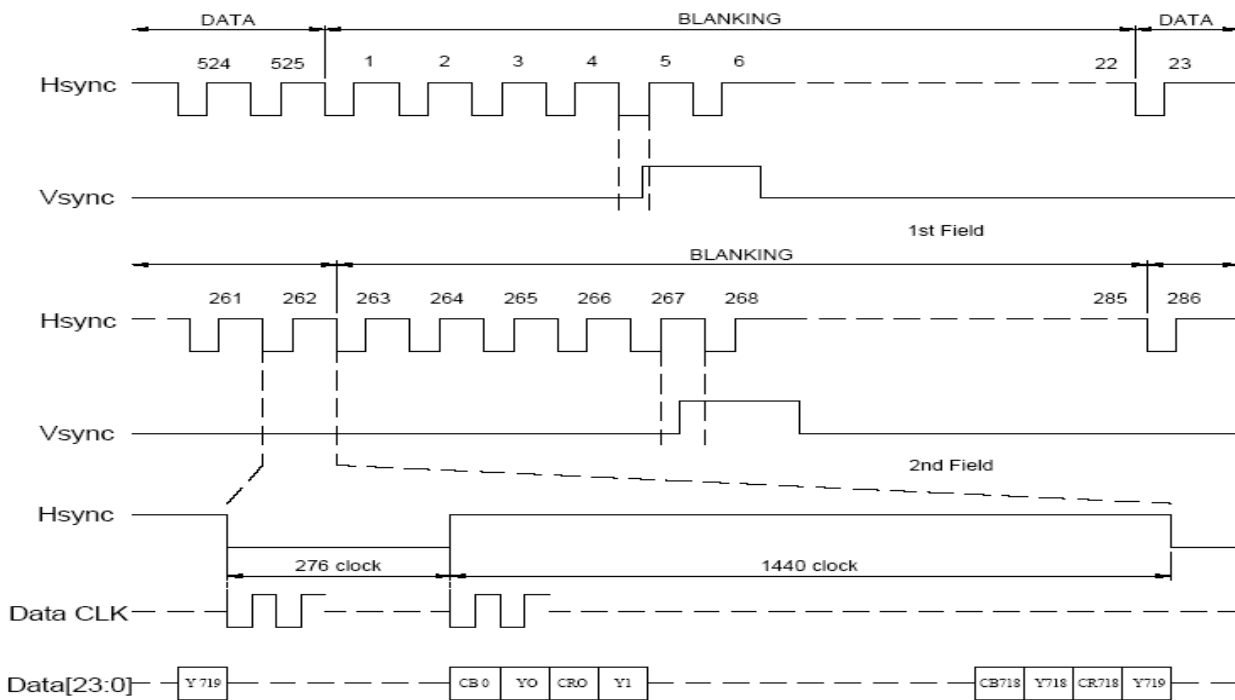 DATA BLANKING DATA
524 525 1 2 3 4 5 6 22 23
Hsync
Vsync
1st Field
BLANKING
261 262 263 264 265 266 267 268 285 286
Hsync
Vsync
2nd Field
Hsync
276 clock 1440 clock
Data CLK
Data[23:0] Y719 CB0 Y0 CR0 Y1 CB718 Y718 CR718 Y719